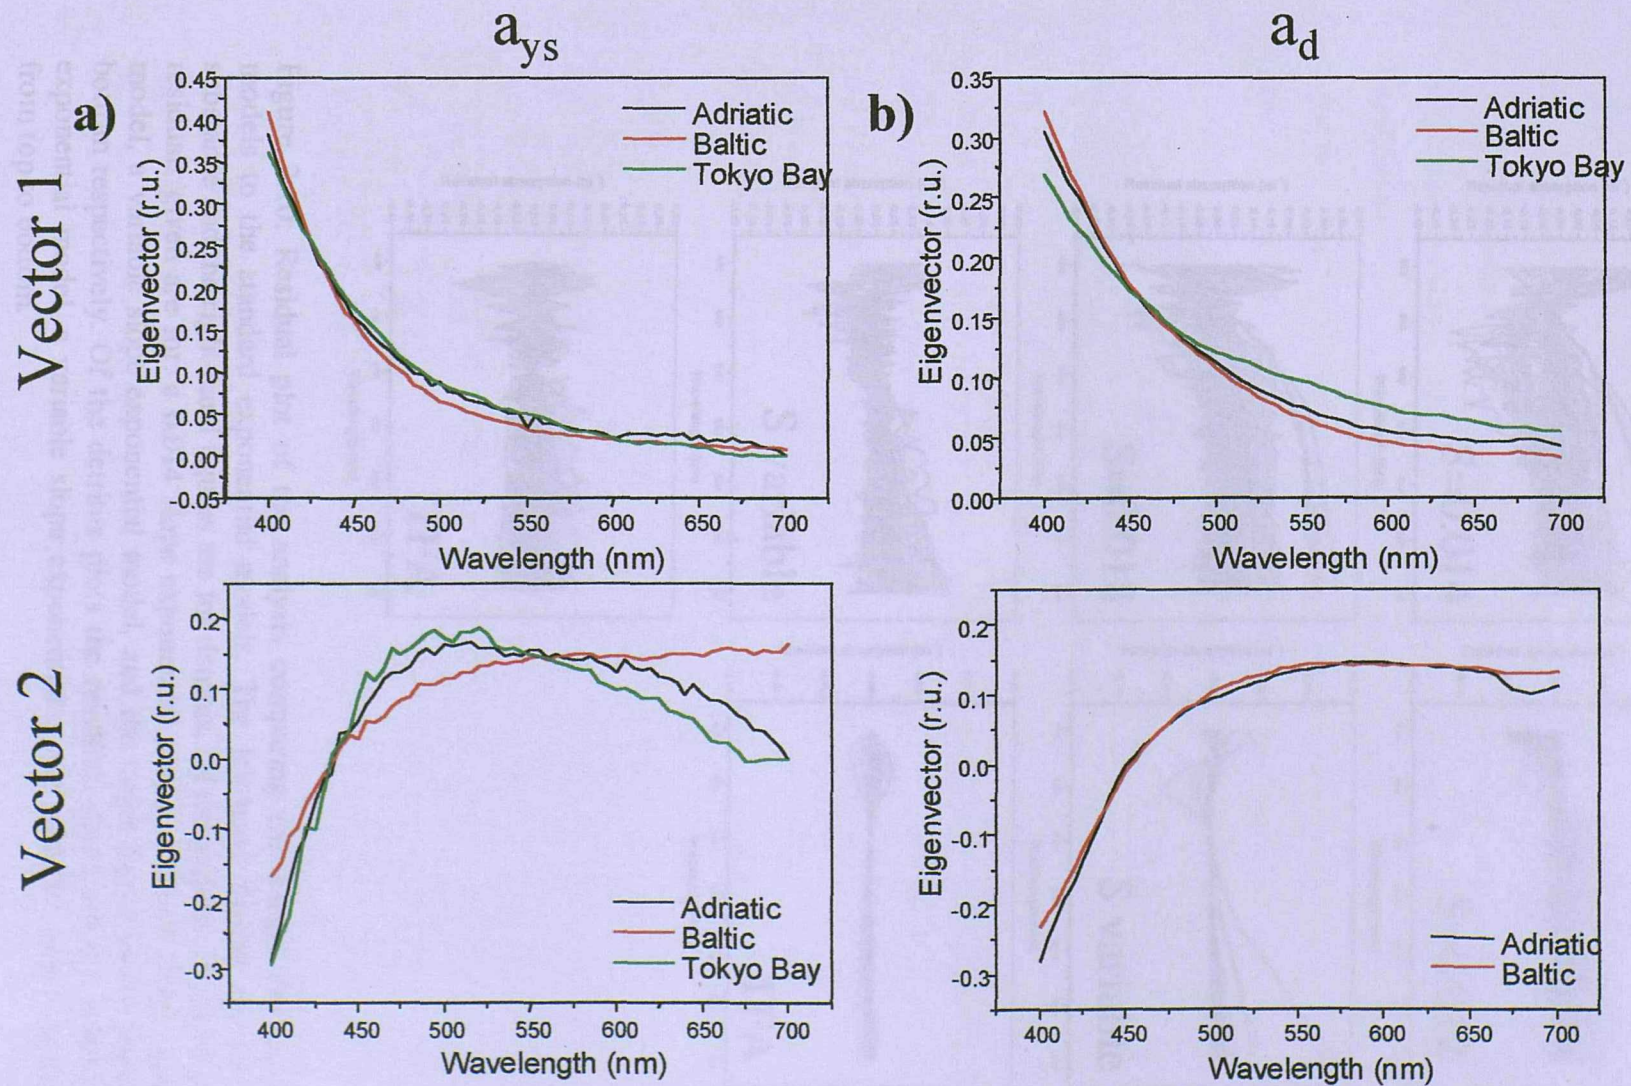 a_ys
a_d
a)
b)
Vector 1
Eigenvector (r.u.)
0.45
0.40
0.35
0.30
0.25
0.20
0.15
0.10
0.05
0.00
-0.05
Adriatic
Baltic
Tokyo Bay
400 450 500 550 600 650 700
Wavelength (nm)
Eigenvector (r.u.)
0.35
0.30
0.25
0.20
0.15
0.10
0.05
0.00
Adriatic
Baltic
Tokyo Bay
400 450 500 550 600 650 700
Wavelength (nm)
Vector 2
Eigenvector (r.u.)
0.2
0.1
0.0
-0.1
-0.2
-0.3
Adriatic
Baltic
Tokyo Bay
400 450 500 550 600 650 700
Wavelength (nm)
Eigenvector (r.u.)
0.2
0.1
0.0
-0.1
-0.2
-0.3
Adriatic
Baltic
400 450 500 550 600 650 700
Wavelength (nm)